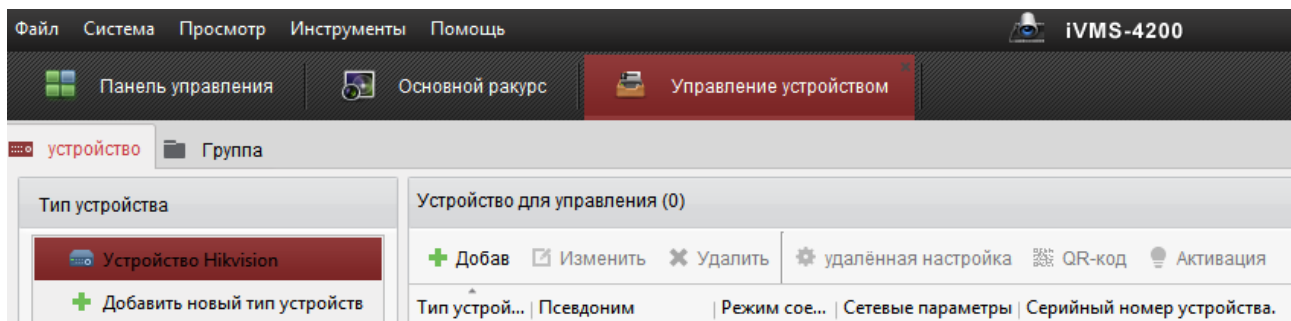 Файл Система Просмотр Инструменты Помощь iVMS-4200
Панель управления Основной ракурс Управление устройством
устройство Группа
Тип устройства Устройство для управления (0)
Устройство Hikvision Добав Изменить Удалить удалённая настройка QR-код Активация
Добавить новый тип устройств Тип устрой... Псевдоним Режим сое... Сетевые параметры Серийный номер устройства.